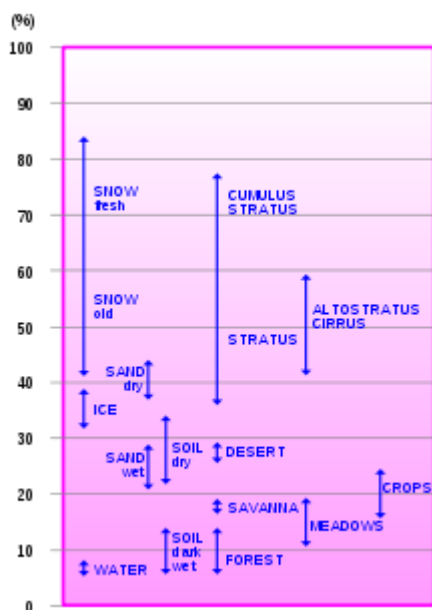 (%)
100
90
80
SNOW
fresh
CUMULUS
STRATUS
70
60
SNOW
old
ALTOSTRATUS
CIRRUS
50
STRATUS
SAND
dry
40
ICE
30
SAND
wet
SOIL
dry
DESERT
20
CROPS
SAVANNA
MEADOWS
10
WATER
SOIL
dark
wet
FOREST
0